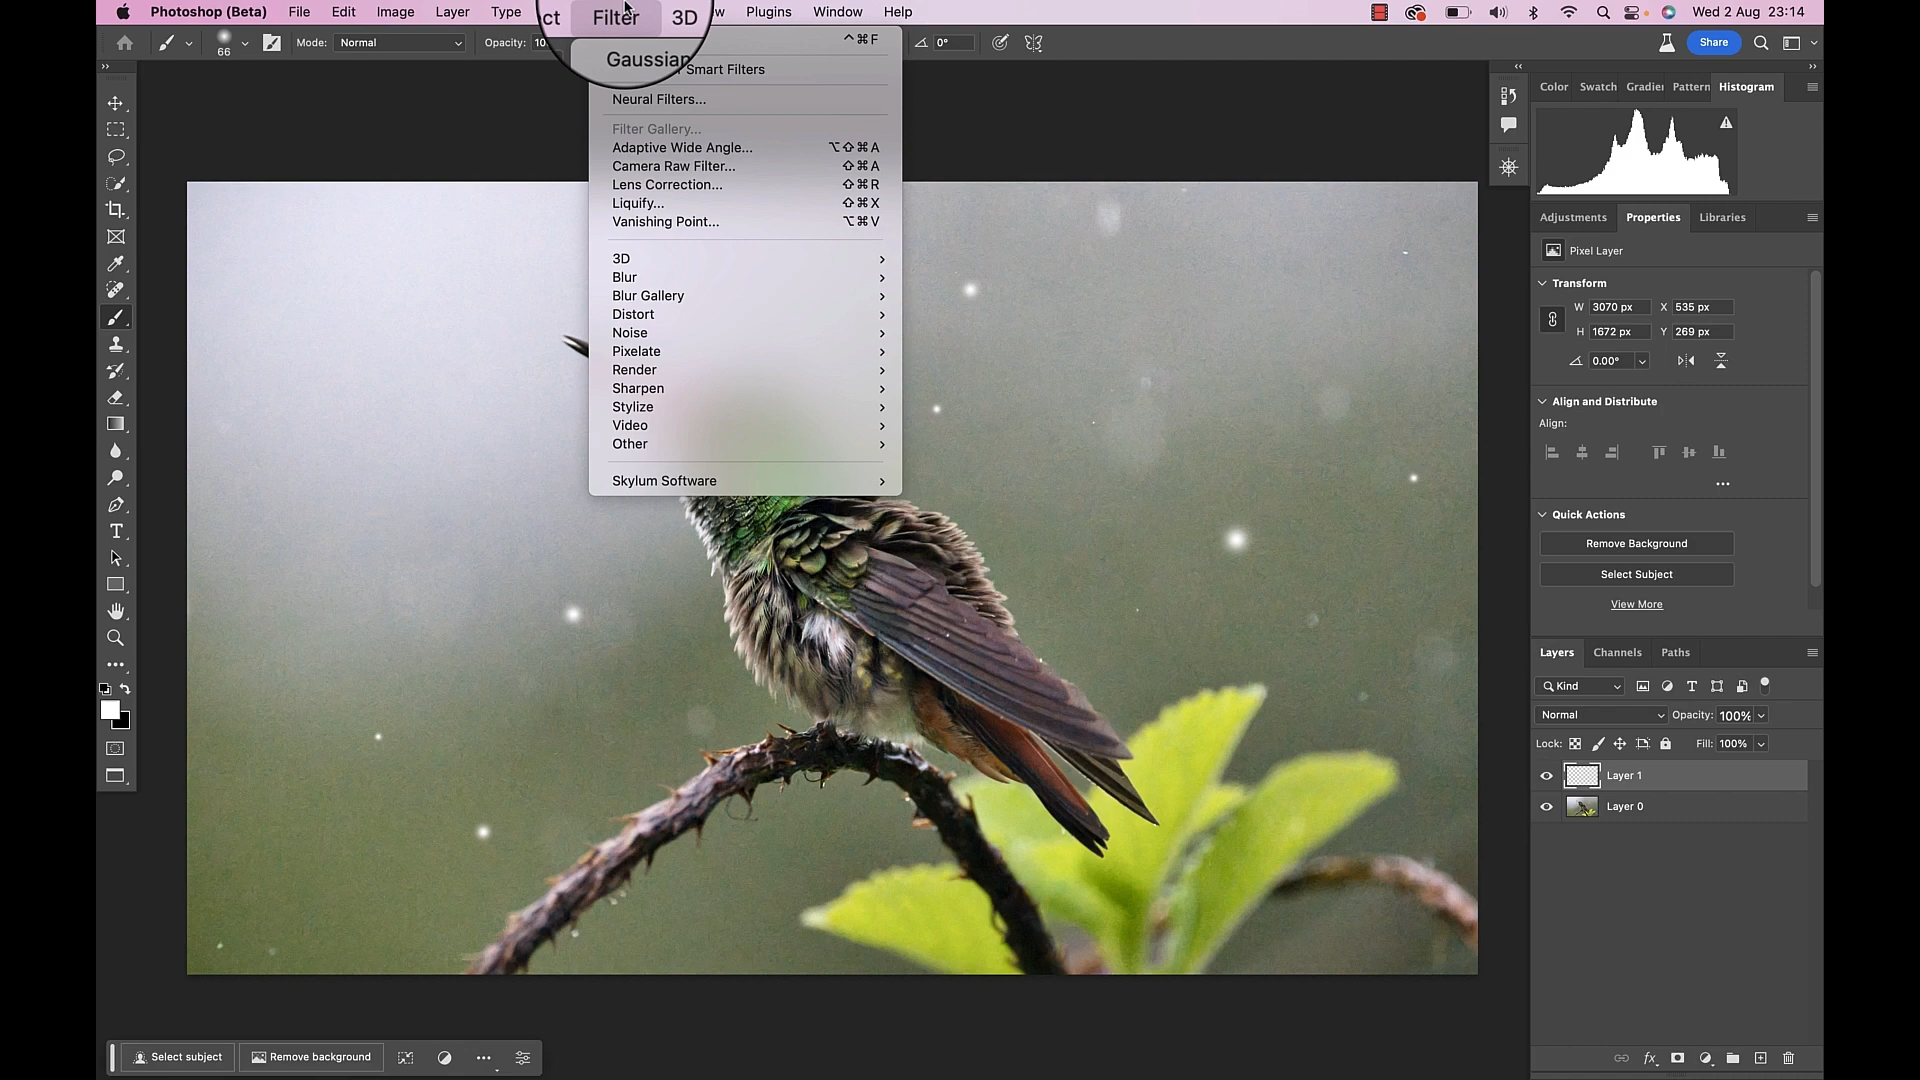 Photoshop (Beta) File Edit Image Layer Type ct Filter 3D w Plugins Window Help Wed 2 Aug 23:14
66 Mode: Normal Opacity: 10 0° Share
^⌘F
Gaussian
Smart Filters
Neural Filters...
Filter Gallery...
Adaptive Wide Angle... ⌥⇧⌘A
Camera Raw Filter... ⇧⌘A
Lens Correction... ⇧⌘R
Liquify... ⇧⌘X
Vanishing Point... ⌥⌘V
3D
Blur
Blur Gallery
Distort
Noise
Pixelate
Render
Sharpen
Stylize
Video
Other
Skylum Software
Color Swatch Gradier Pattern Histogram
Adjustments Properties Libraries
Pixel Layer
Transform
W 3070 px X 535 px
H 1672 px Y 269 px
0.00°
Align and Distribute
Align:
Quick Actions
Remove Background
Select Subject
View More
Layers Channels Paths
Kind
Normal Opacity: 100%
Lock: Fill: 100%
Layer 1
Layer 0
fx
Select subject Remove background